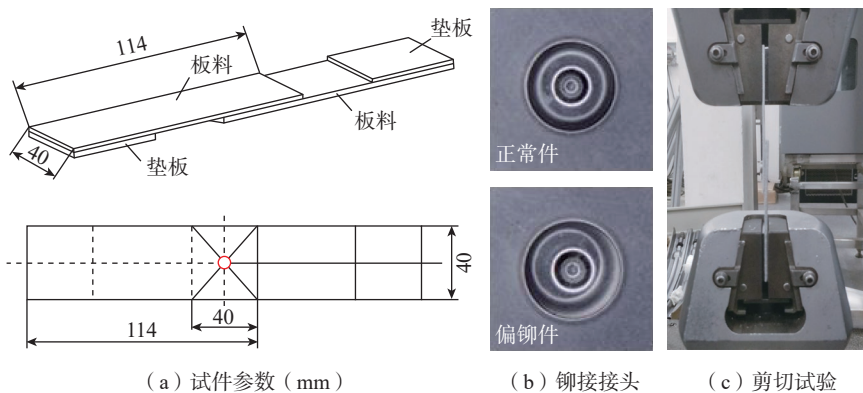 114
板料
垫板
板料
垫板
40
40
40
114
正常件
偏铆件
（a）试件参数（mm）
（b）铆接接头
（c）剪切试验